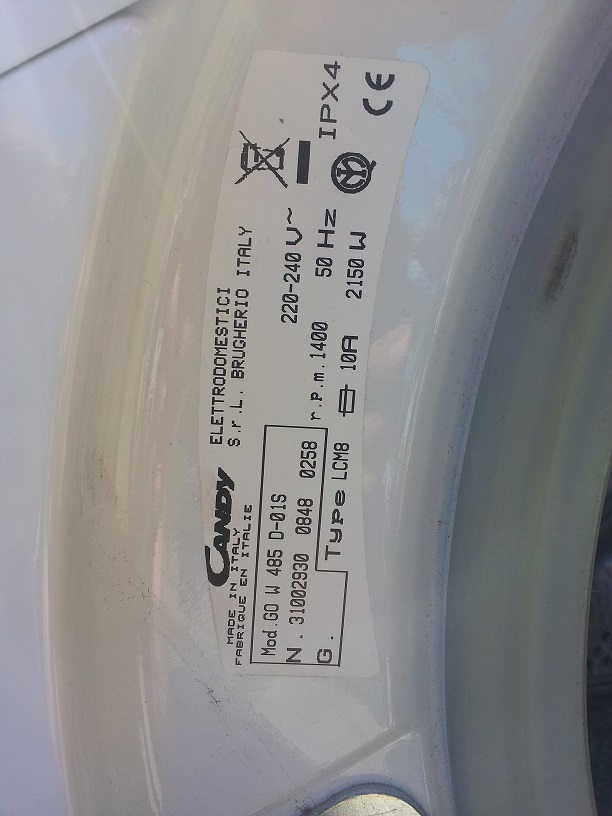 CANDY ELETTRODOMESTICI
S.r.L. BRUGHERIO ITALY
MADE IN ITALY
FABRIQUE EN ITALIE
Mod.GO W 485 D-01S
220-240 V~
N. 31002930 0848 0258
r.p.m.1400
50 Hz
IPX4
G.
Type LCM8
10A
2150 W
CE